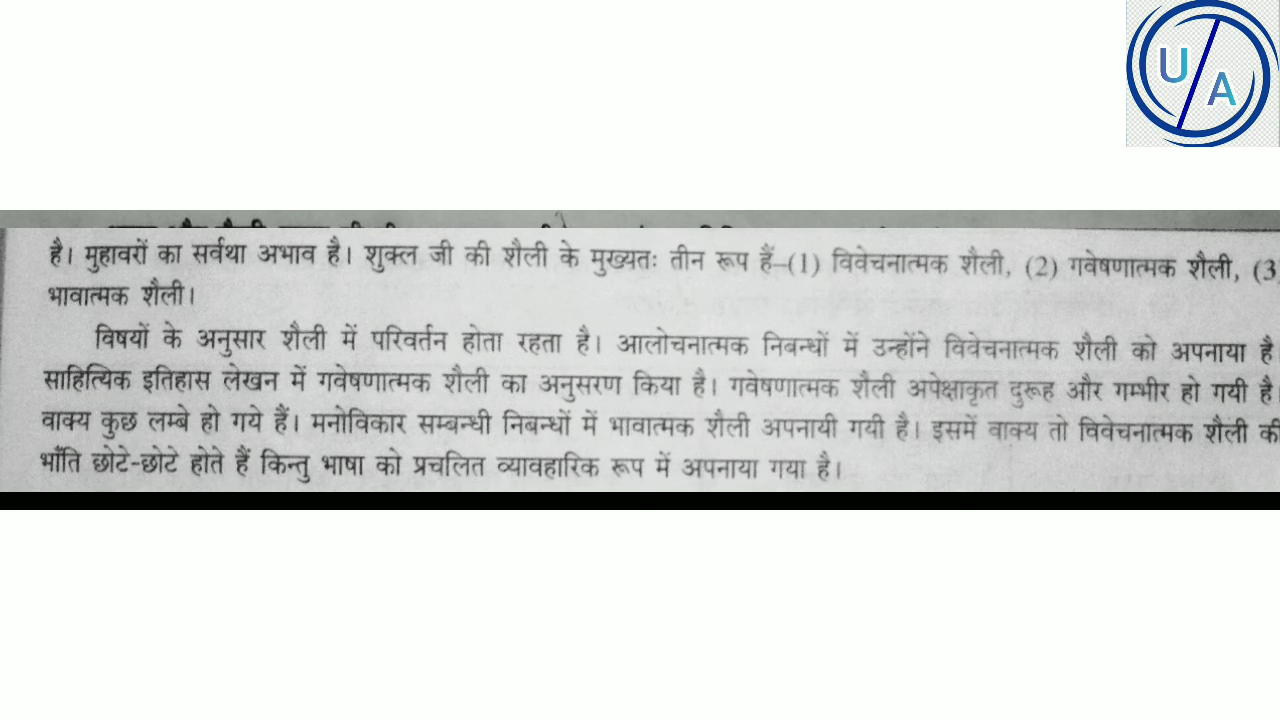 U
A
है। मुहावरों का सर्वथा अभाव है। शुक्ल जी की शैली के मुख्यतः तीन रूप हैं–(1) विवेचनात्मक शैली, (2) गवेषणात्मक शैली, (3
भावात्मक शैली।
विषयों के अनुसार शैली में परिवर्तन होता रहता है। आलोचनात्मक निबन्धों में उन्होंने विवेचनात्मक शैली को अपनाया है
साहित्यिक इतिहास लेखन में गवेषणात्मक शैली का अनुसरण किया है। गवेषणात्मक शैली अपेक्षाकृत दुरूह और गम्भीर हो गयी है
वाक्य कुछ लम्बे हो गये हैं। मनोविकार सम्बन्धी निबन्धों में भावात्मक शैली अपनायी गयी है। इसमें वाक्य तो विवेचनात्मक शैली की
भाँति छोटे-छोटे होते हैं किन्तु भाषा को प्रचलित व्यावहारिक रूप में अपनाया गया है।